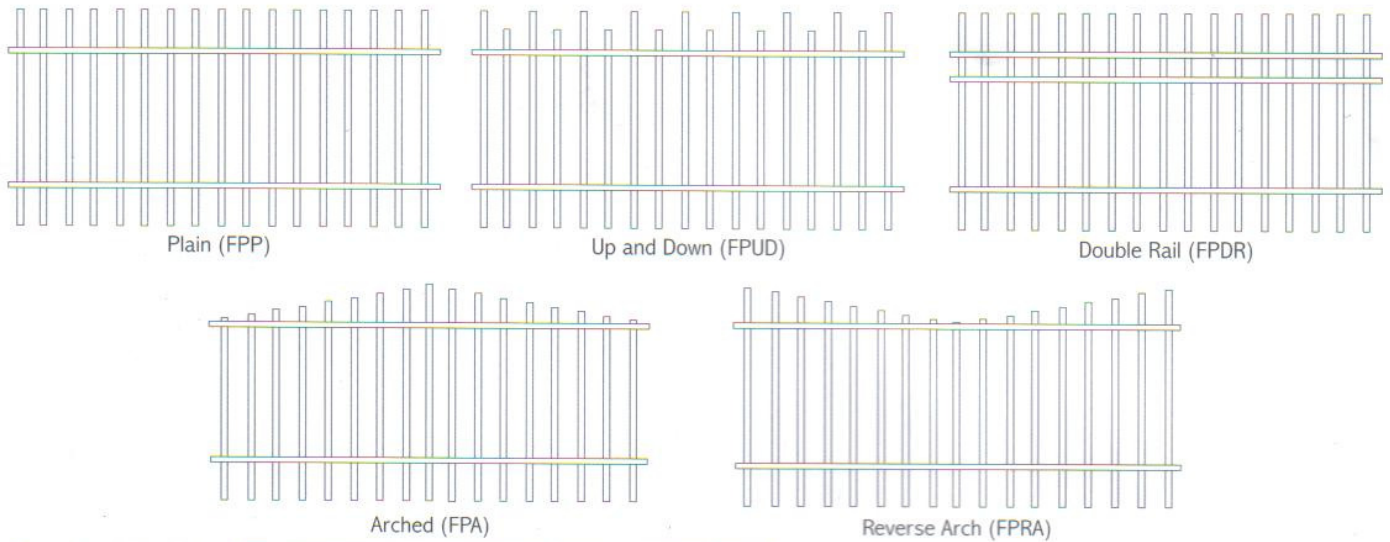 Plain (FPP)
Up and Down (FPUD)
Double Rail (FPDR)
Arched (FPA)
Reverse Arch (FPRA)